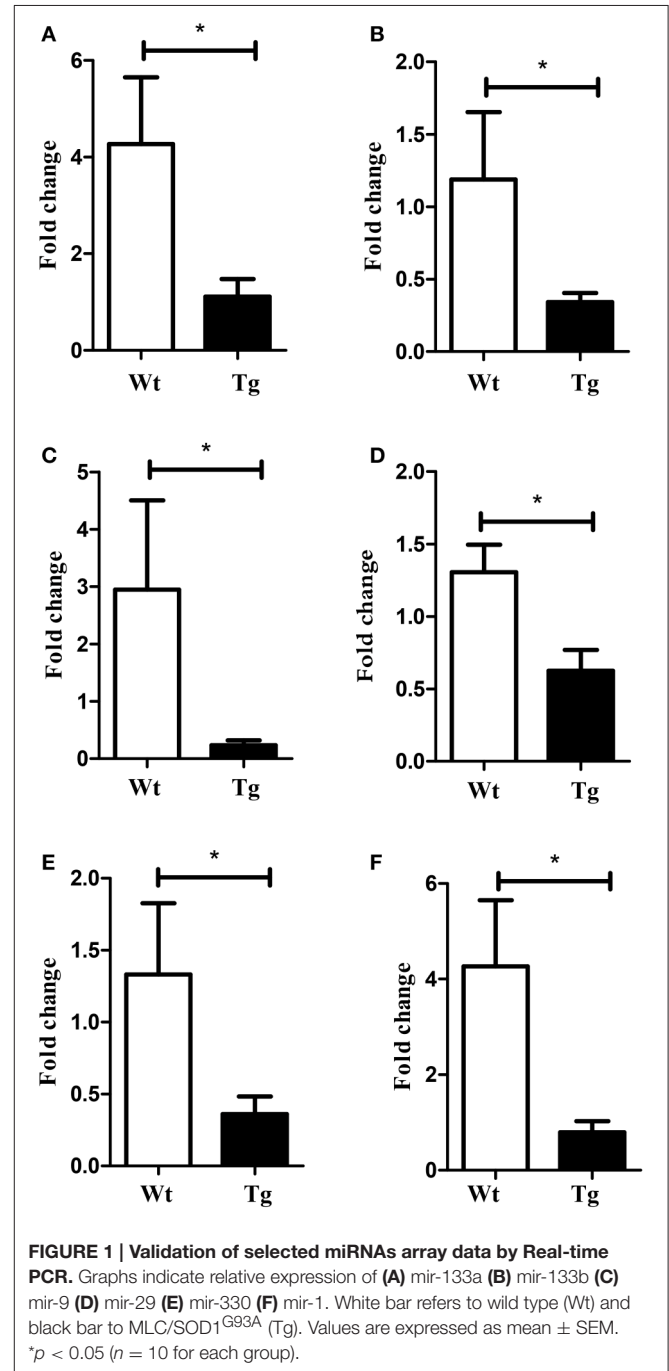 A
*
6
4
2
0
Fold change
Wt
Tg
B
*
2.0
1.5
1.0
0.5
0.0
Fold change
Wt
Tg
C
*
5
4
3
2
1
0
Fold change
Wt
Tg
D
*
2.0
1.5
1.0
0.5
0.0
Fold change
Wt
Tg
E
*
2.0
1.5
1.0
0.5
0.0
Fold change
Wt
Tg
F
*
6
4
2
0
Fold change
Wt
Tg
FIGURE 1 | Validation of selected miRNAs array data by Real-time
PCR. Graphs indicate relative expression of (A) mir-133a (B) mir-133b (C)
mir-9 (D) mir-29 (E) mir-330 (F) mir-1. White bar refers to wild type (Wt) and
black bar to MLC/SOD1G93A (Tg). Values are expressed as mean ± SEM.
*p < 0.05 (n = 10 for each group).